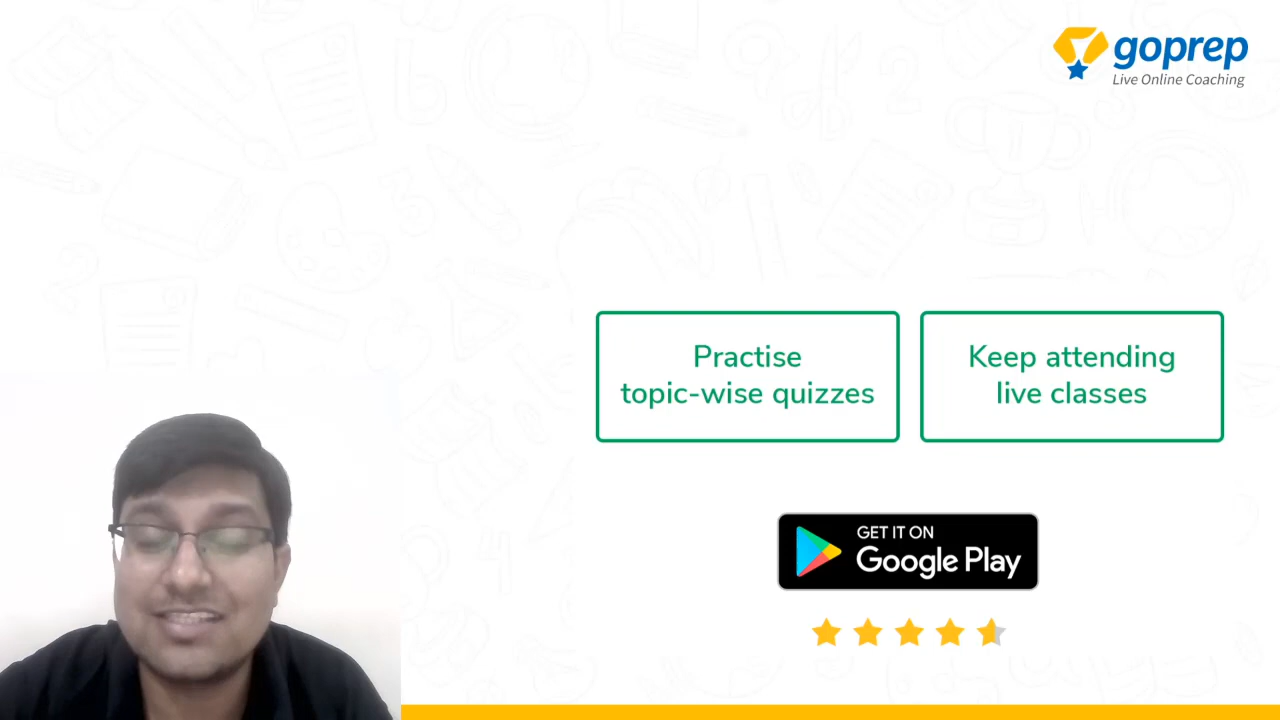 goprep
Live Online Coaching
Practise
topic-wise quizzes
Keep attending
live classes
GET IT ON
Google Play